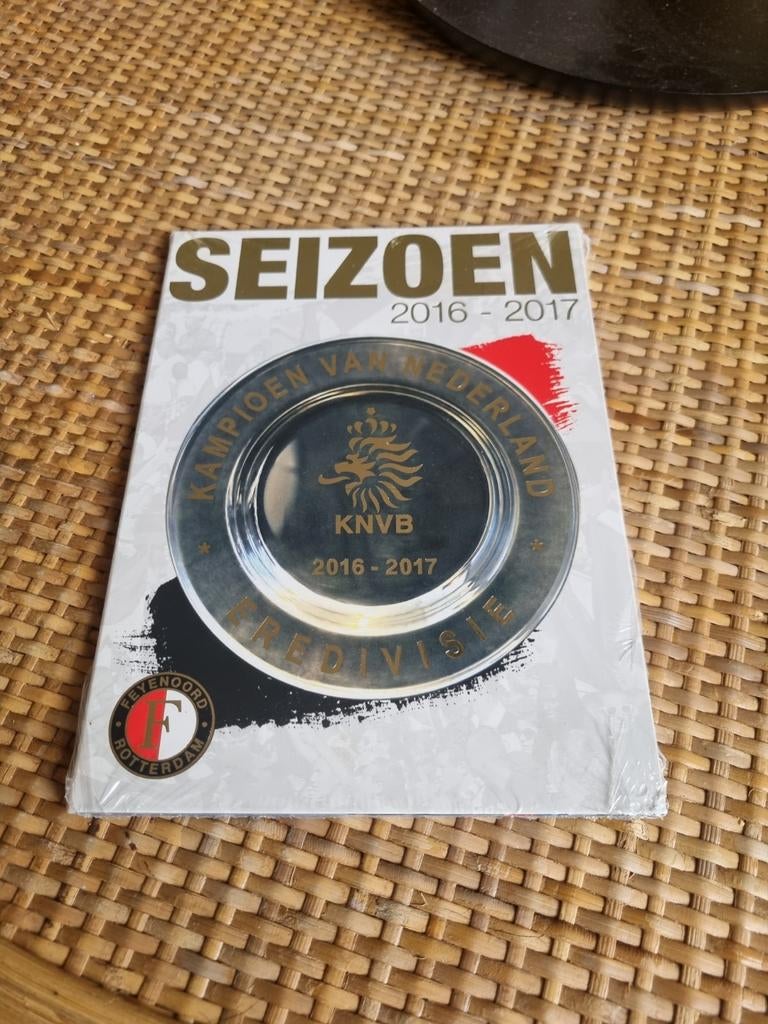 SEIZOEN
2016 - 2017
KAMPIOEN VAN NEDERLAND
KNVB
2016 - 2017
EREDIVISIE
FEYENOORD
F
ROTTERDAM